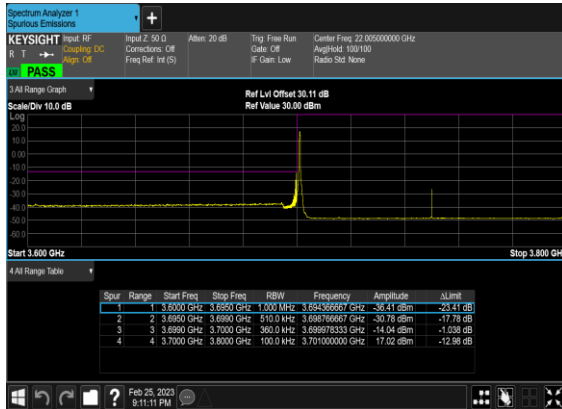 Spectrum Analyzer 1
Spurious Emissions
+
KEYSIGHT
R T
LXI
PASS
Input: RF
Coupling: DC
Align: Off
Input Z: 50 Ω
Corrections: Off
Freq Ref: Int (S)
Atten: 20 dB
Trig: Free Run
Gate: Off
IF Gain: Low
Center Freq: 22.005000000 GHz
Avg|Hold: 100/100
Radio Std: None
3 All Range Graph
Scale/Div 10.0 dB
Ref Lvl Offset 30.11 dB
Ref Value 30.00 dBm
Log
20.0
10.0
0.00
-10.0
-20.0
-30.0
-40.0
-50.0
-60.0
Start 3.600 GHz
Stop 3.800 GHz
4 All Range Table
Spur Range Start Freq Stop Freq RBW Frequency Amplitude ΔLimit
1 1 3.6000 GHz 3.6950 GHz 1.000 MHz 3.694366667 GHz -36.41 dBm -23.41 dB
2 2 3.6950 GHz 3.6990 GHz 510.0 kHz 3.698766667 GHz -30.78 dBm -17.78 dB
3 3 3.6990 GHz 3.7000 GHz 360.0 kHz 3.699978333 GHz -14.04 dBm -1.038 dB
4 4 3.7000 GHz 3.8000 GHz 100.0 kHz 3.701000000 GHz 17.02 dBm -12.98 dB
?
Feb 25, 2023
9:11:11 PM